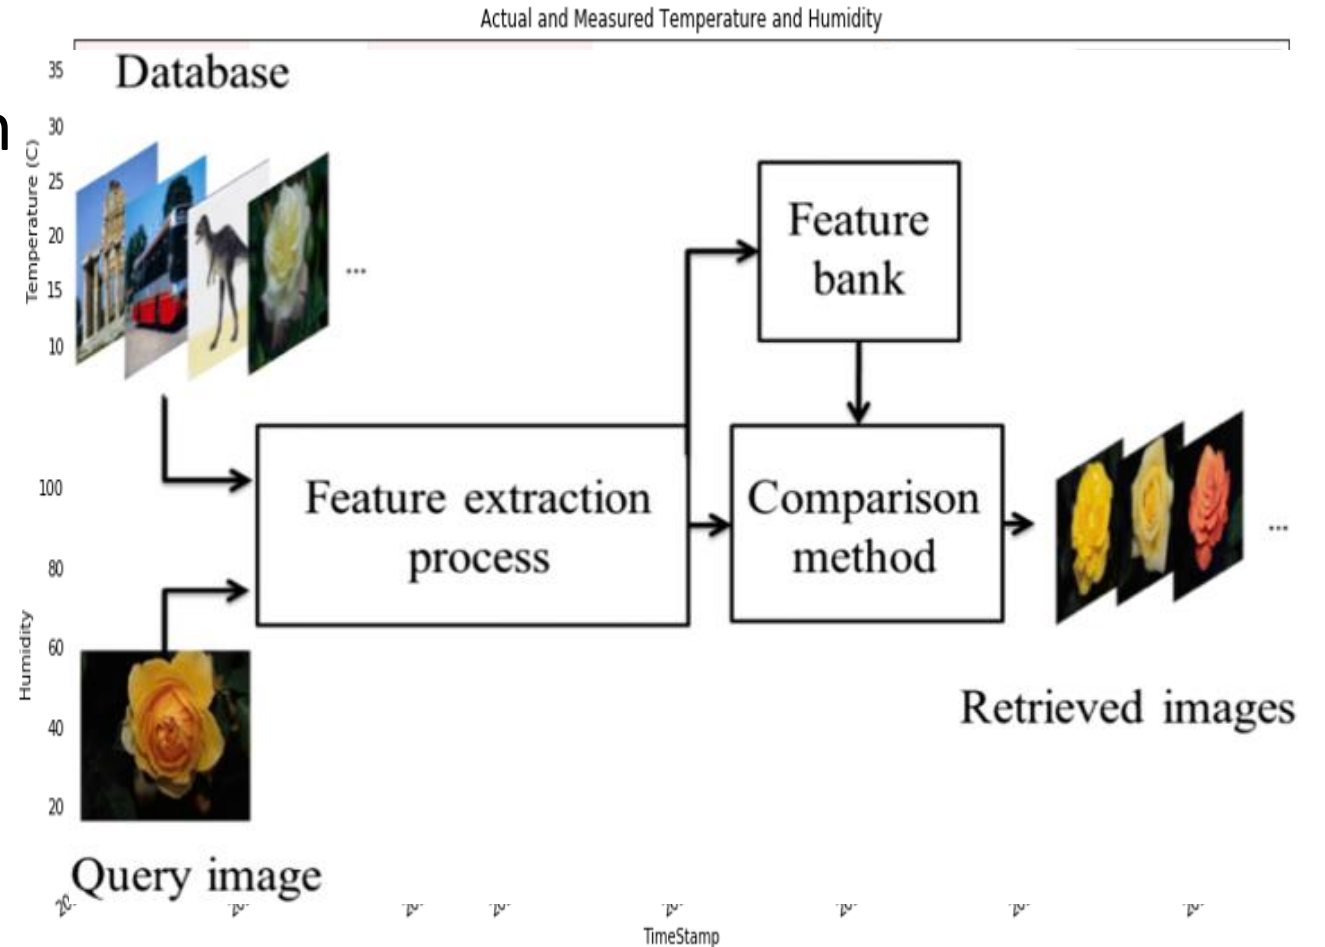 Actual and Measured Temperature and Humidity
35
Database
30
Temperature (C)
25
20
15
10
...
Feature
bank
100
Feature extraction
process
Comparison
method
...
80
60
Humidity
40
20
Retrieved images
Query image
TimeStamp